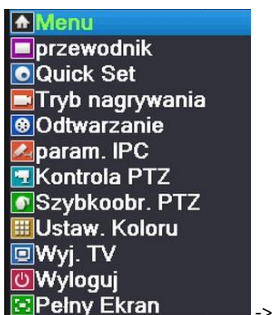 Menu
przewodnik
Quick Set
Tryb nagrywania
Odtwarzanie
param. IPC
Kontrola PTZ
Szybkoobr. PTZ
Ustaw. Koloru
Wyj. TV
Wyloguj
Pełny Ekran ->